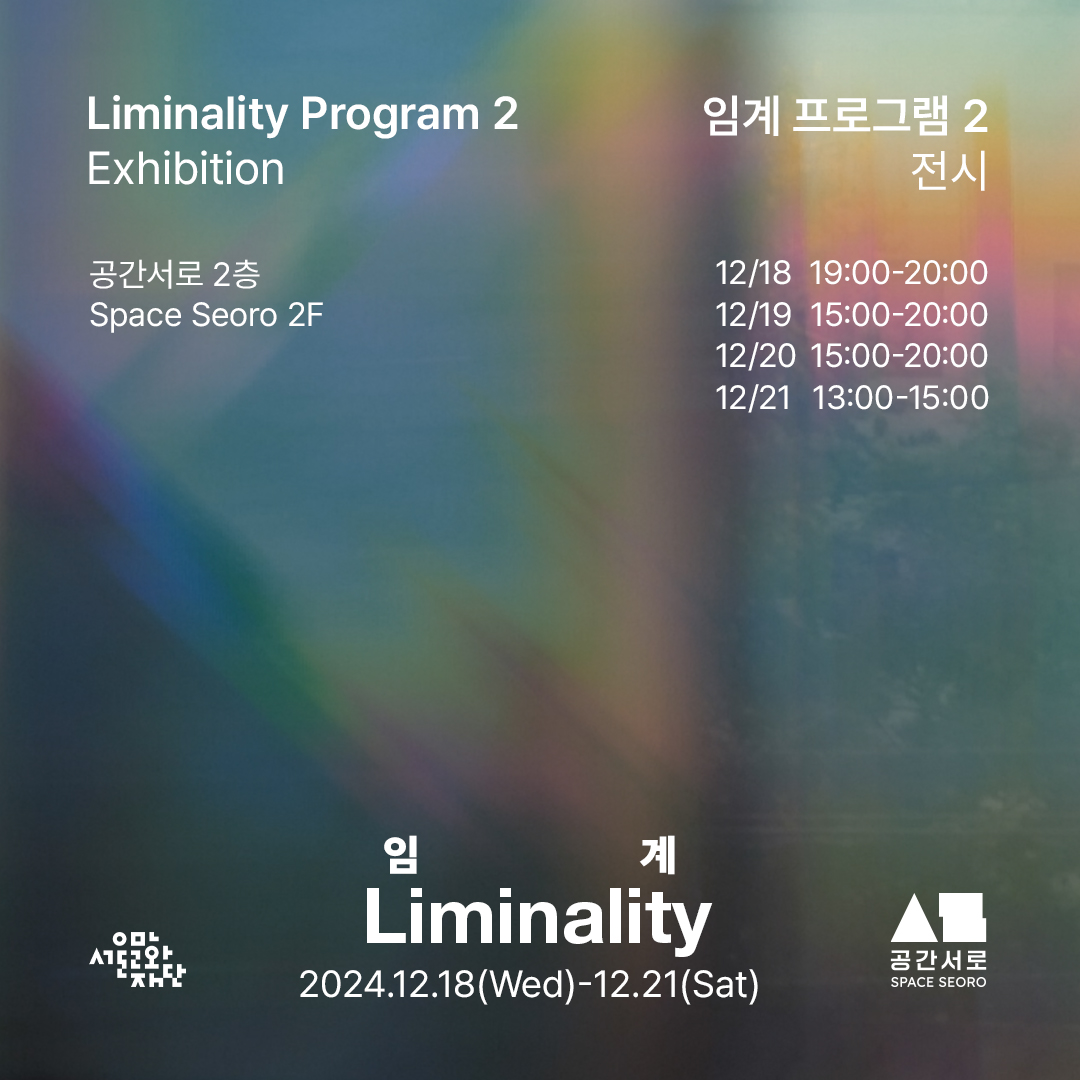 Liminality Program 2
Exhibition
임계 프로그램 2
전시
공간서로 2층
Space Seoro 2F
12/18 19:00-20:00
12/19 15:00-20:00
12/20 15:00-20:00
12/21 13:00-15:00
임 계
Liminality
2024.12.18(Wed)-12.21(Sat)
서울문화재단
공간서로
SPACE SEORO